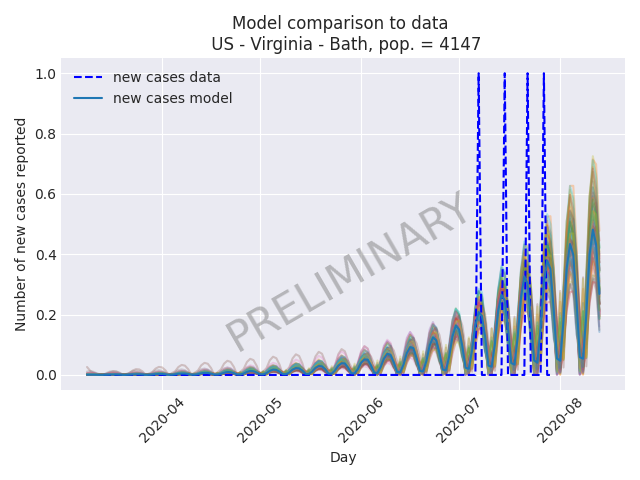 Model comparison to data
US - Virginia - Bath, pop. = 4147
new cases data
new cases model
Number of new cases reported
1.0
0.8
0.6
0.4
0.2
0.0
PRELIMINARY
2020-04
2020-05
2020-06
2020-07
2020-08
Day